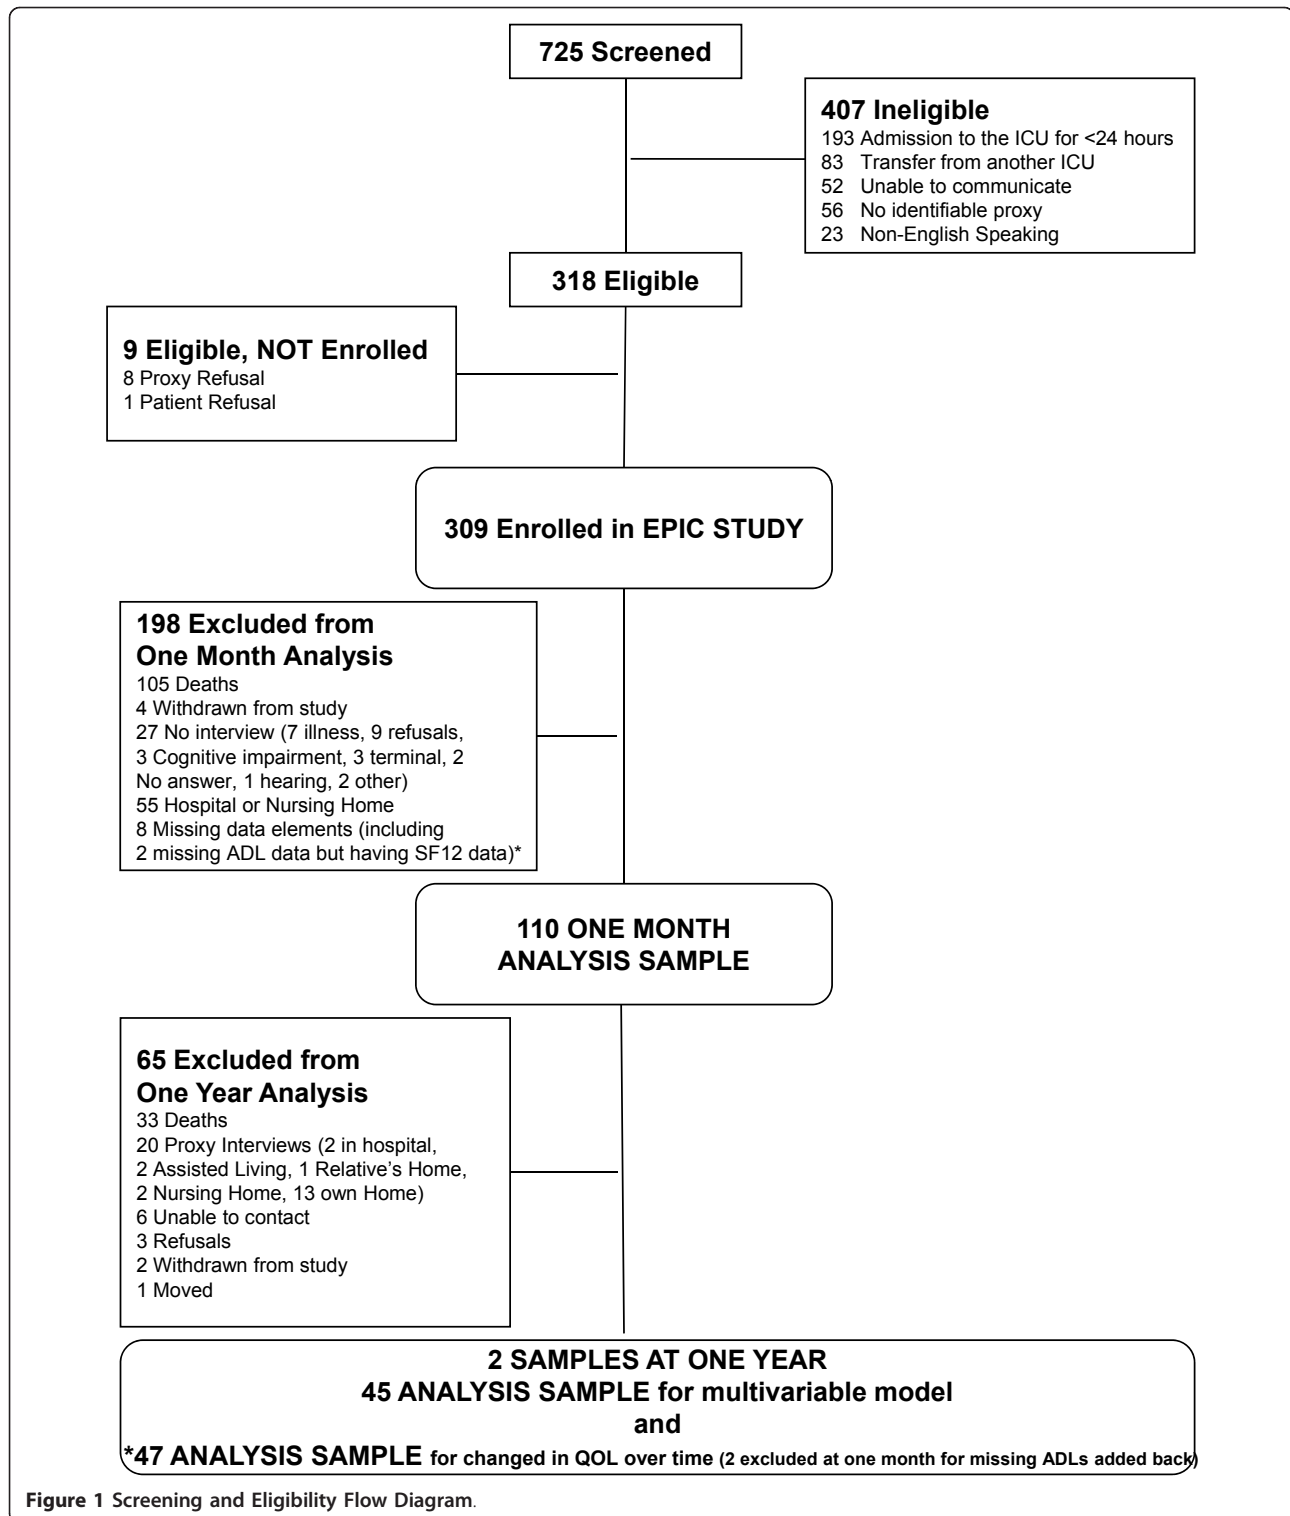 725 Screened
407 Ineligible
193 Admission to the ICU for <24 hours
83 Transfer from another ICU
52 Unable to communicate
56 No identifiable proxy
23 Non-English Speaking
318 Eligible
9 Eligible, NOT Enrolled
8 Proxy Refusal
1 Patient Refusal
309 Enrolled in EPIC STUDY
198 Excluded from
One Month Analysis
105 Deaths
4 Withdrawn from study
27 No interview (7 illness, 9 refusals,
3 Cognitive impairment, 3 terminal, 2
No answer, 1 hearing, 2 other)
55 Hospital or Nursing Home
8 Missing data elements (including
2 missing ADL data but having SF12 data)*
110 ONE MONTH
ANALYSIS SAMPLE
65 Excluded from
One Year Analysis
33 Deaths
20 Proxy Interviews (2 in hospital,
2 Assisted Living, 1 Relative's Home,
2 Nursing Home, 13 own Home)
6 Unable to contact
3 Refusals
2 Withdrawn from study
1 Moved
2 SAMPLES AT ONE YEAR
45 ANALYSIS SAMPLE for multivariable model
and
*47 ANALYSIS SAMPLE for changed in QOL over time (2 excluded at one month for missing ADLs added back)
Figure 1 Screening and Eligibility Flow Diagram.